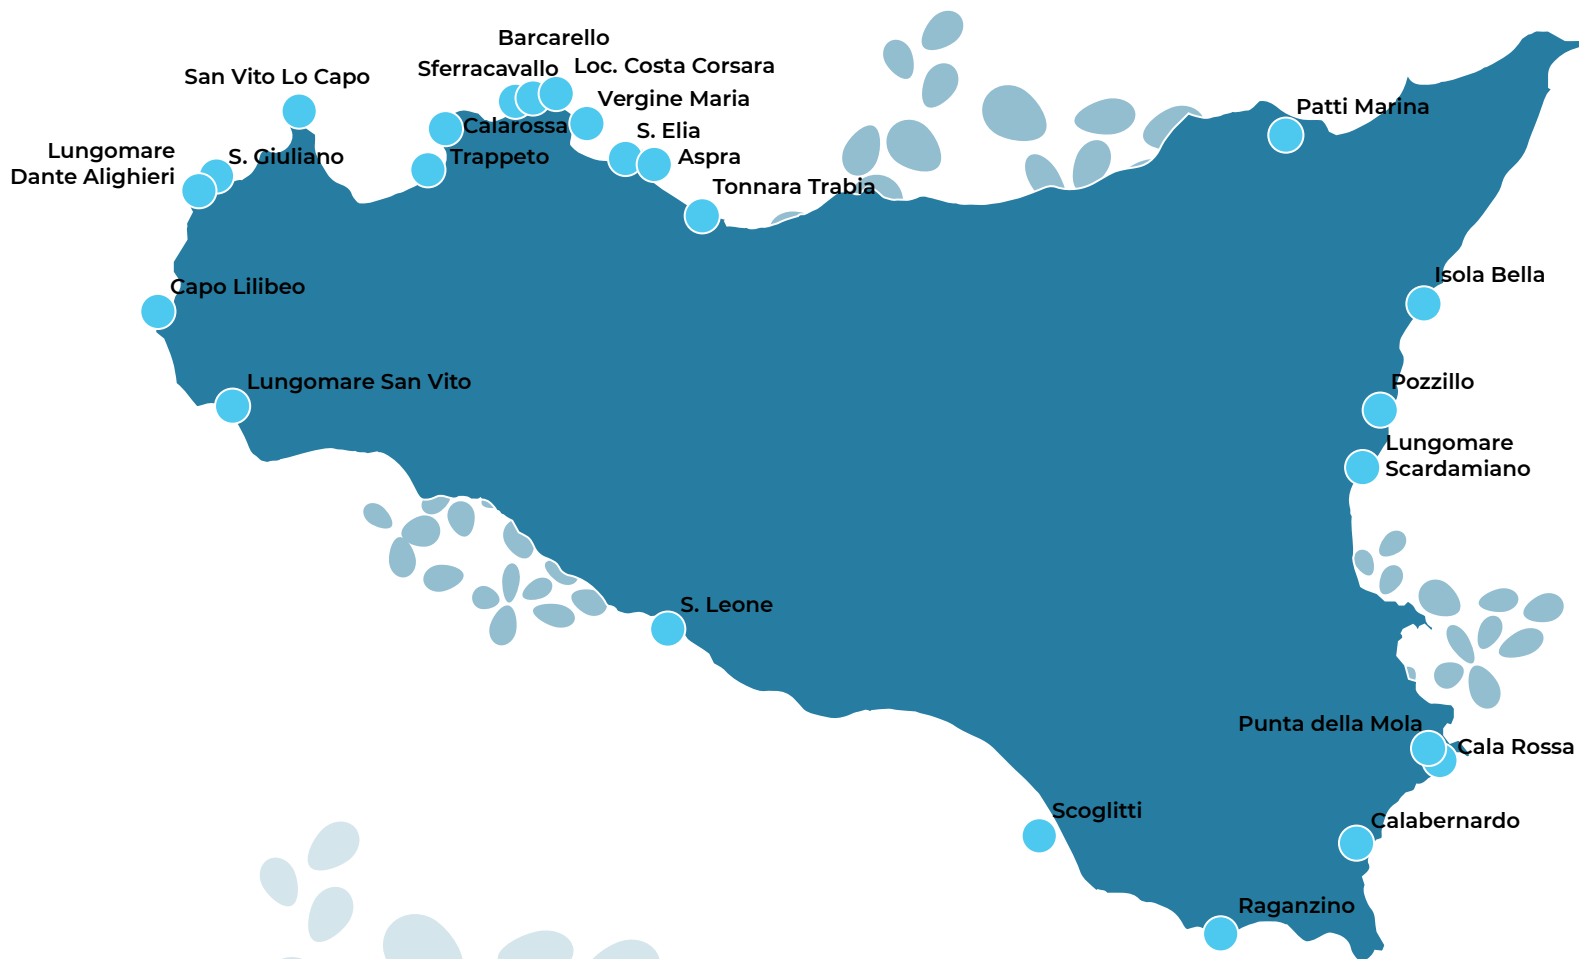 Barcarello
Sferracavallo
Loc. Costa Corsara
San Vito Lo Capo
Vergine Maria
Patti Marina
Calarossa
S. Elia
Lungomare
Dante Alighieri
S. Giuliano
Trappeto
Aspra
Tonnara Trabia
Isola Bella
Capo Lilibeo
Lungomare San Vito
Pozzillo
Lungomare
Scardamiano
S. Leone
Punta della Mola
Cala Rossa
Scoglitti
Calabernardo
Raganzino